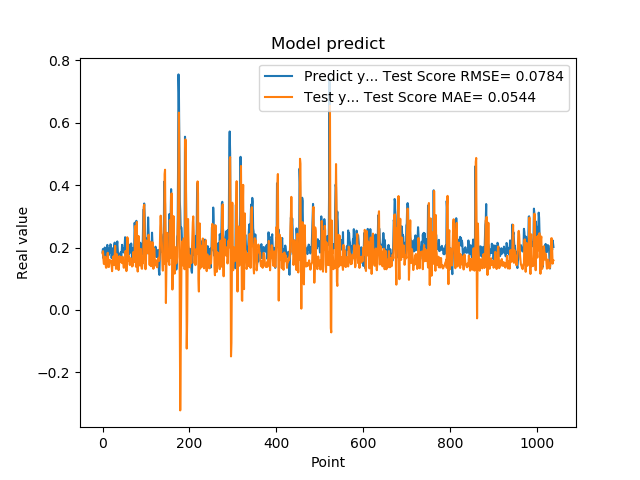 Model predict
Predict y... Test Score RMSE= 0.0784
Test y... Test Score MAE= 0.0544
Real value
0.8
0.6
0.4
0.2
0.0
−0.2
0 200 400 600 800 1000
Point